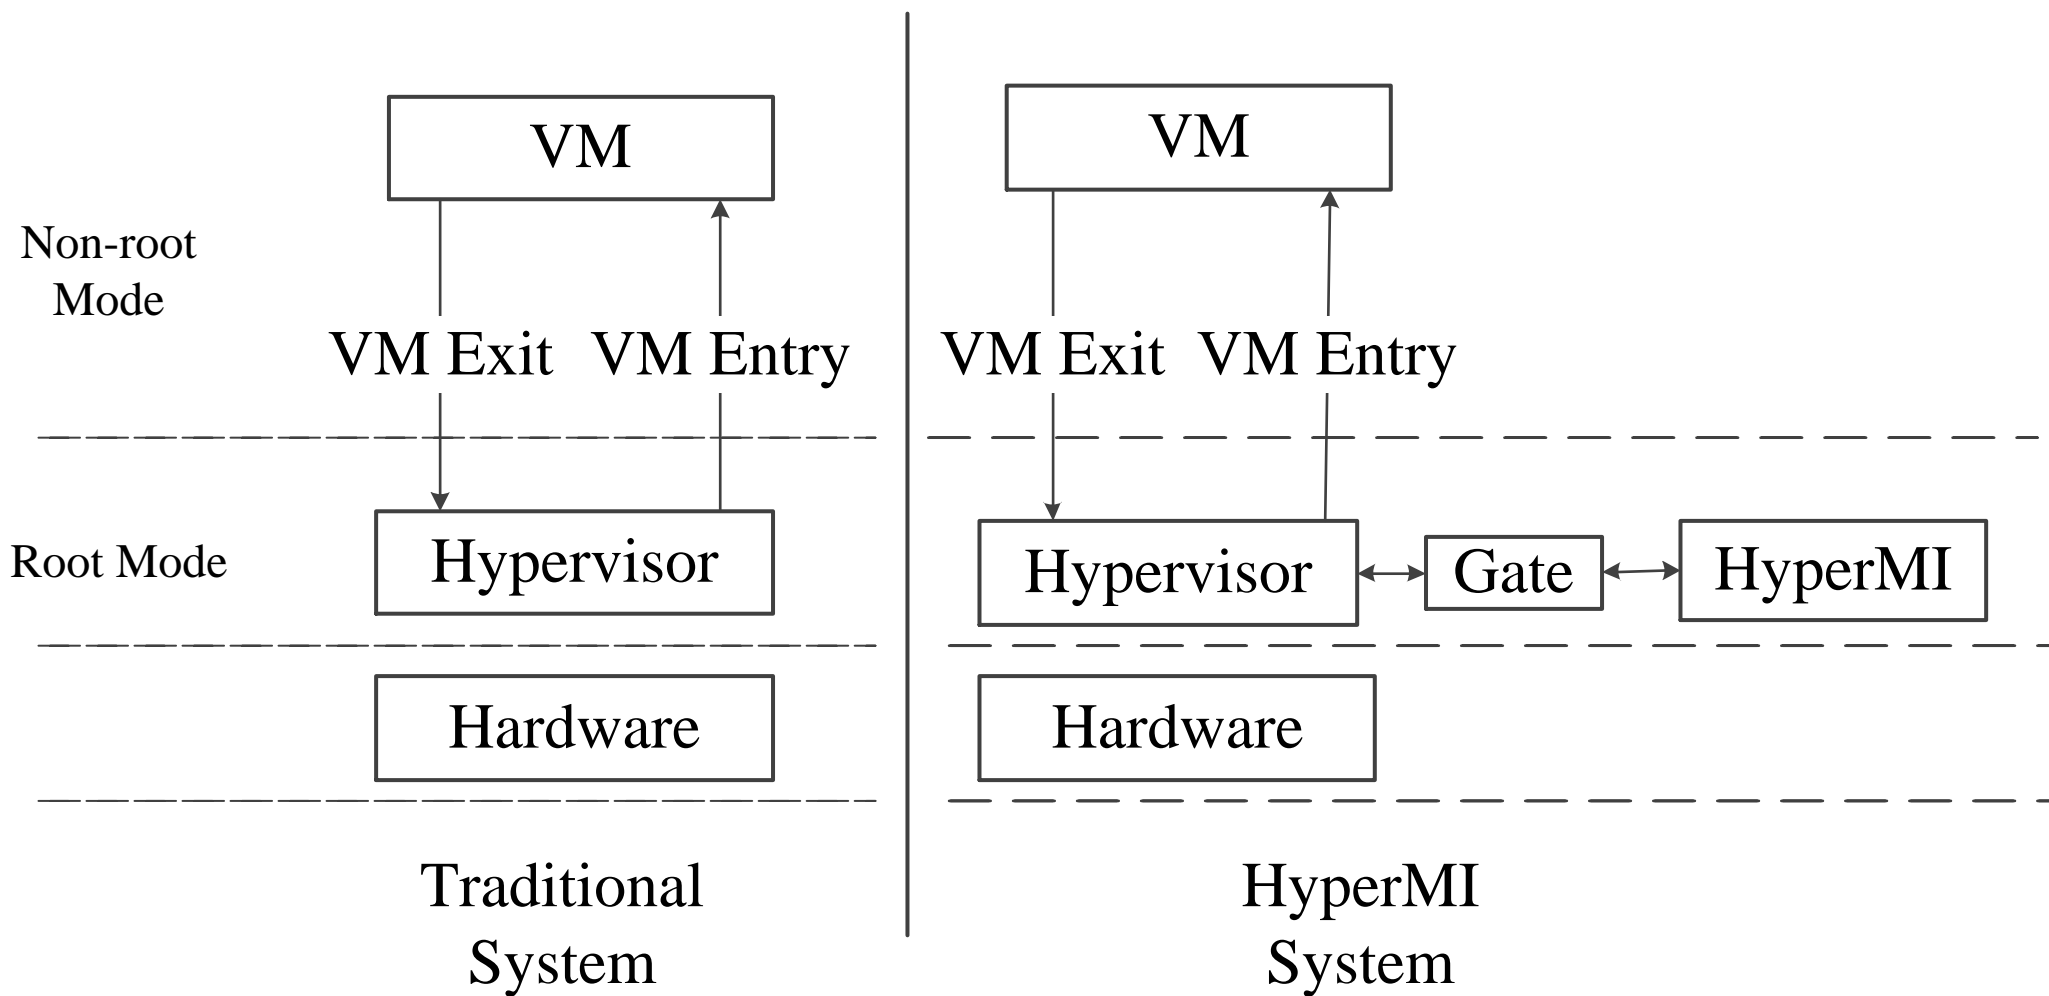 VM
VM
Non-root
Mode
VM Exit VM Entry
VM Exit VM Entry
Root Mode
Hypervisor
Hypervisor
Gate
HyperMI
Hardware
Hardware
Traditional
System
HyperMI
System